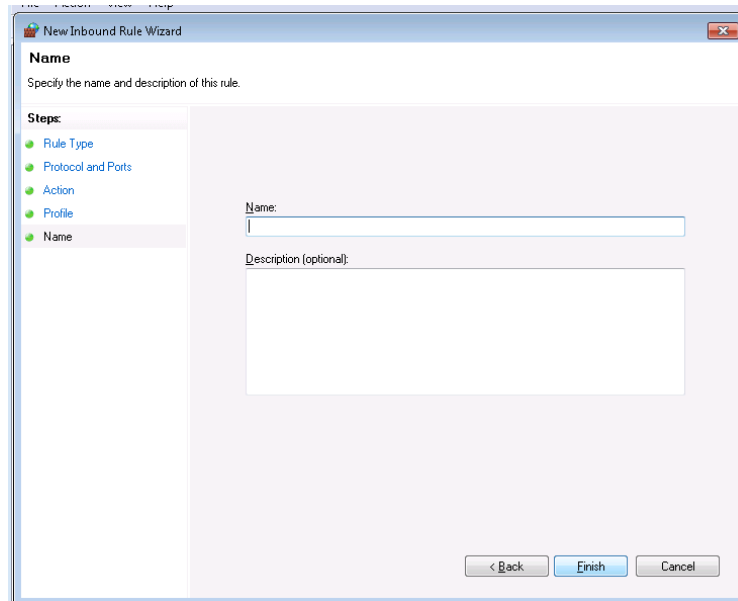 New Inbound Rule Wizard
Name
Specify the name and description of this rule.
Steps:
Rule Type
Protocol and Ports
Action
Profile
Name
Name:
Description (optional):
< Back Finish Cancel